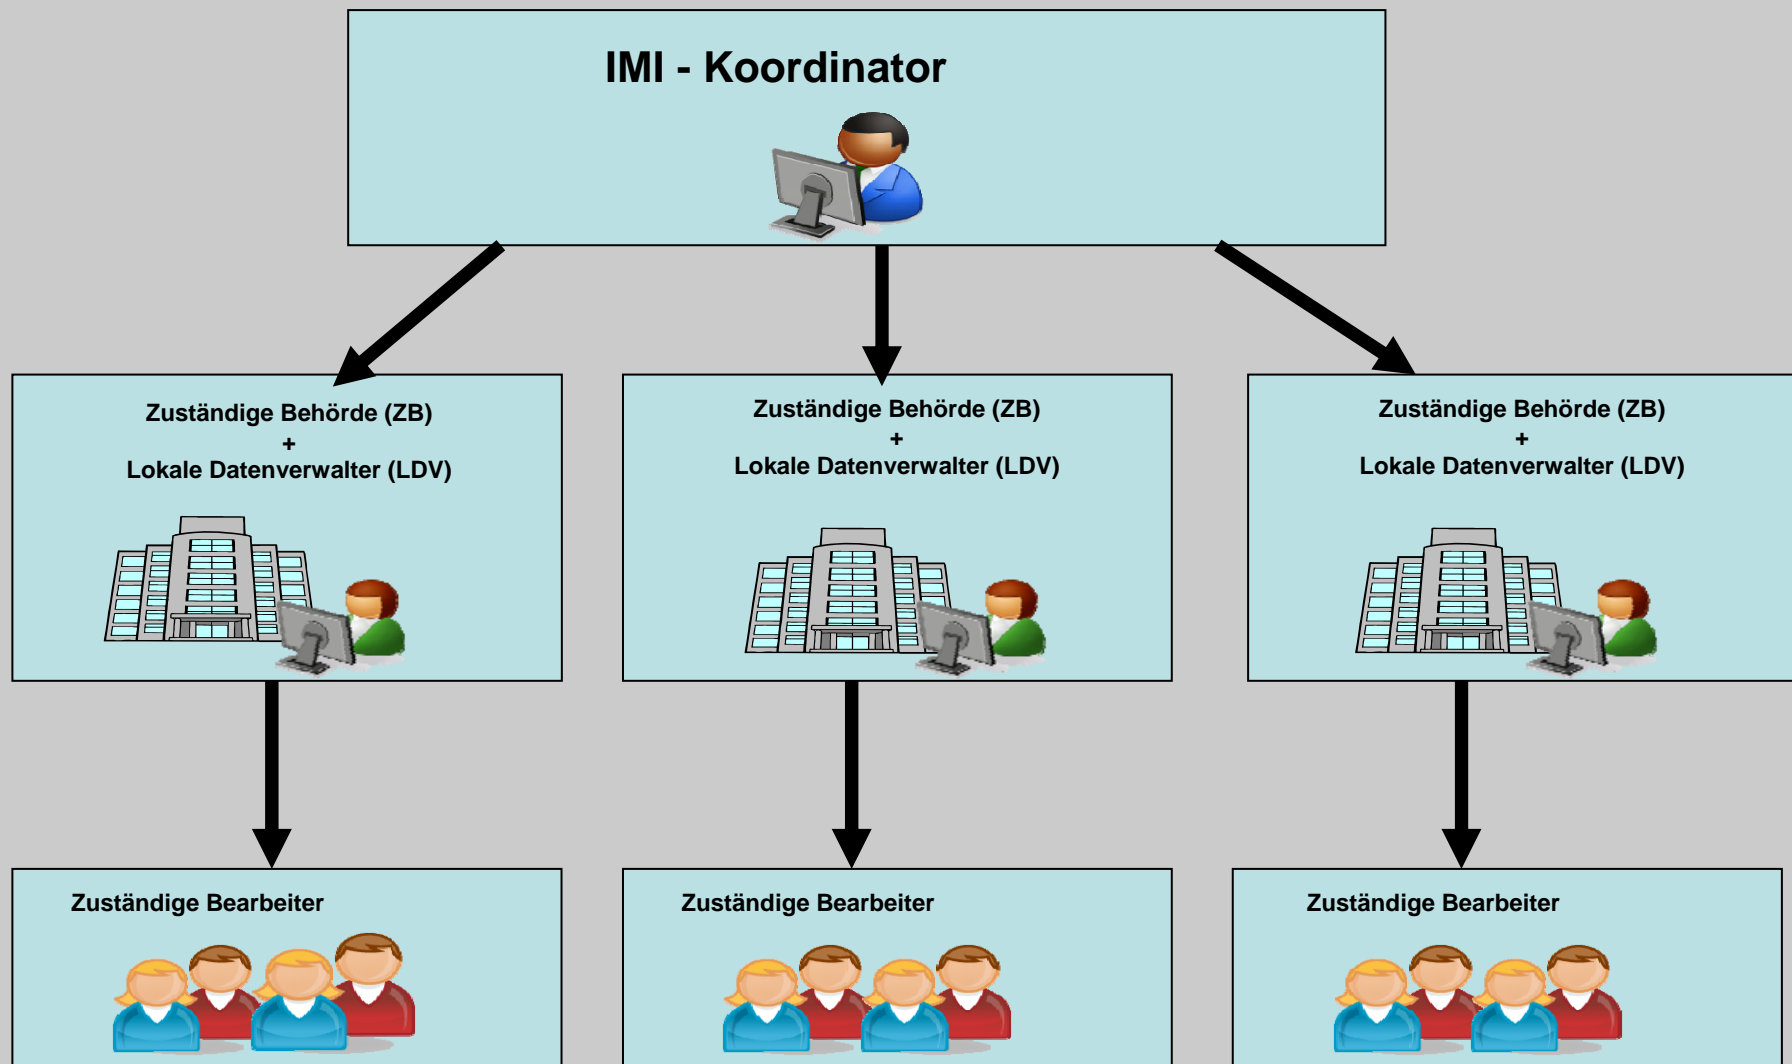 IMI - Koordinator
Zuständige Behörde (ZB)
+
Lokale Datenverwalter (LDV)
Zuständige Behörde (ZB)
+
Lokale Datenverwalter (LDV)
Zuständige Behörde (ZB)
+
Lokale Datenverwalter (LDV)
Zuständige Bearbeiter
Zuständige Bearbeiter
Zuständige Bearbeiter